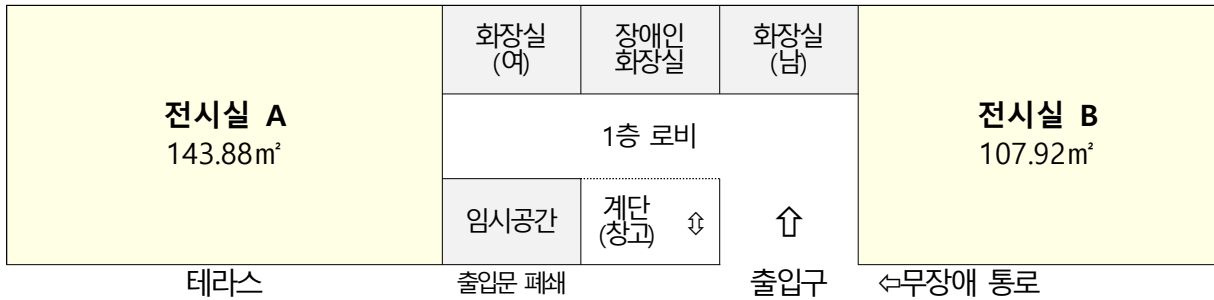 화장실
(여)
장애인
화장실
화장실
(남)
전시실 A
143.88㎡
1층 로비
전시실 B
107.92㎡
임시공간
계단
(창고) ⇳
⇧
테라스
출입문 폐쇄
출입구
⇦무장애 통로